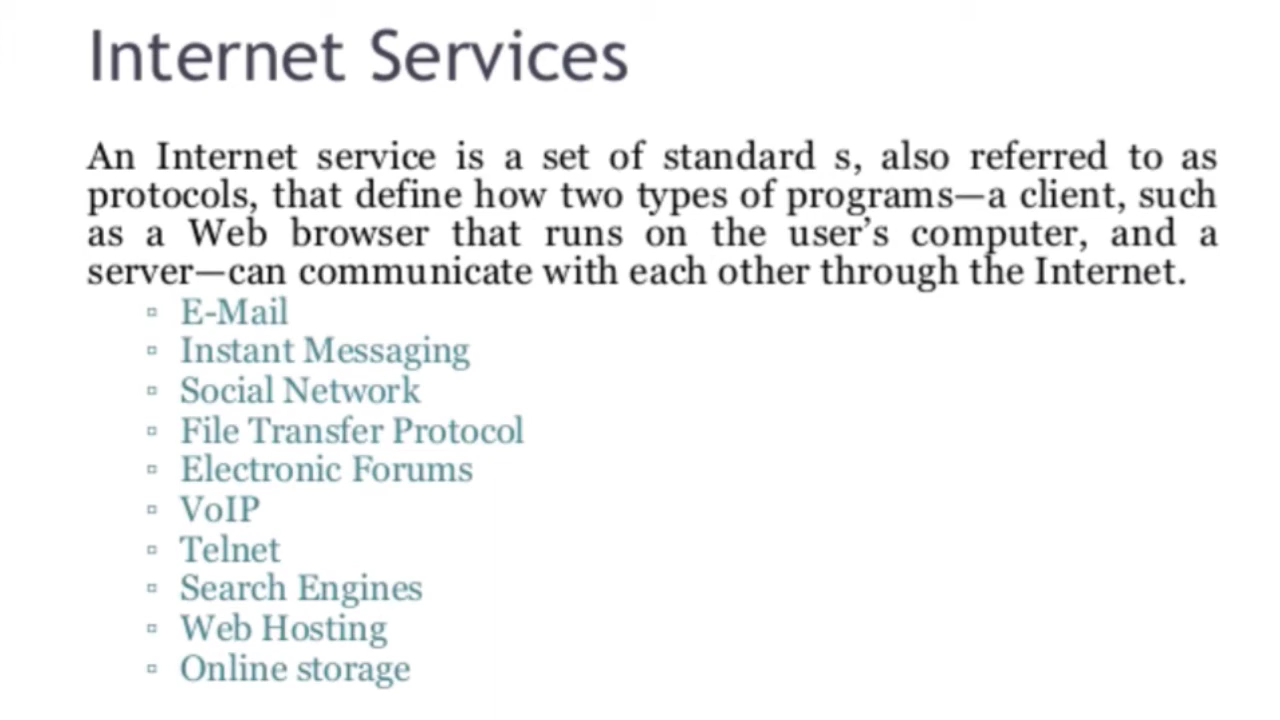 Internet Services
An Internet service is a set of standard s, also referred to as
protocols, that define how two types of programs—a client, such
as a Web browser that runs on the user’s computer, and a
server—can communicate with each other through the Internet.
▫ E-Mail
▫ Instant Messaging
▫ Social Network
▫ File Transfer Protocol
▫ Electronic Forums
▫ VoIP
▫ Telnet
▫ Search Engines
▫ Web Hosting
▫ Online storage